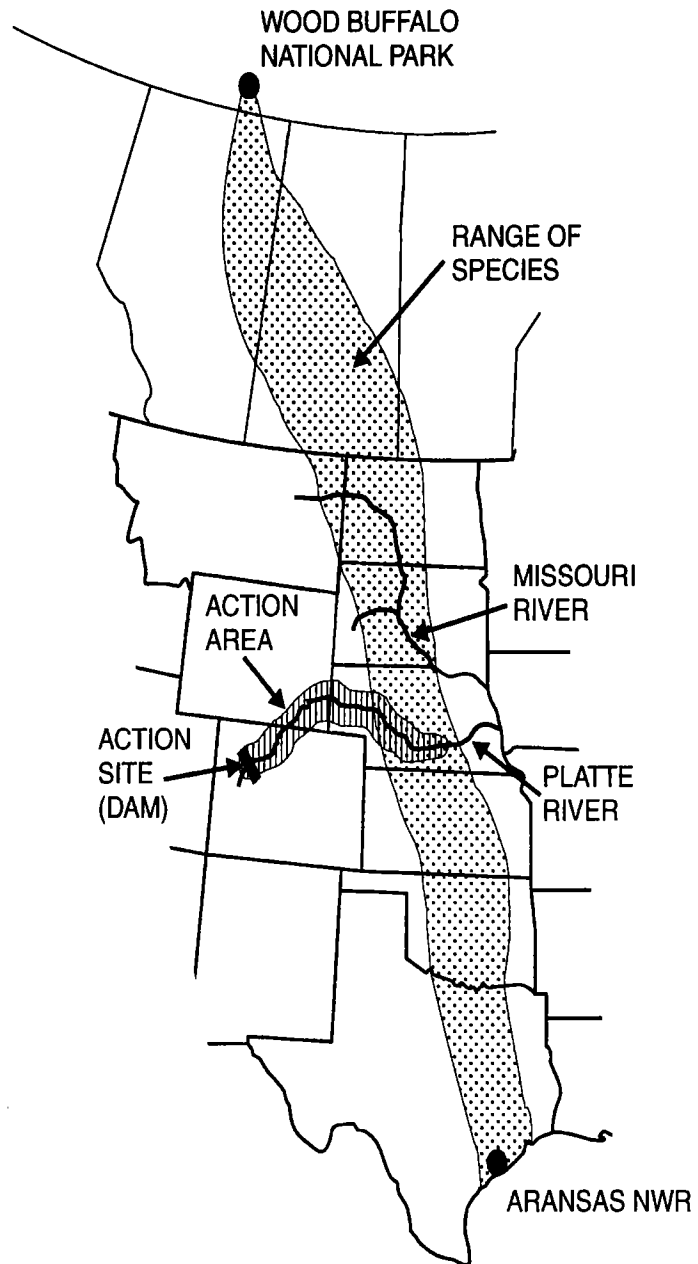 WOOD BUFFALO
NATIONAL PARK
RANGE OF
SPECIES
MISSOURI
RIVER
ACTION
AREA
ACTION
SITE
(DAM)
PLATTE
RIVER
ARANSAS NWR